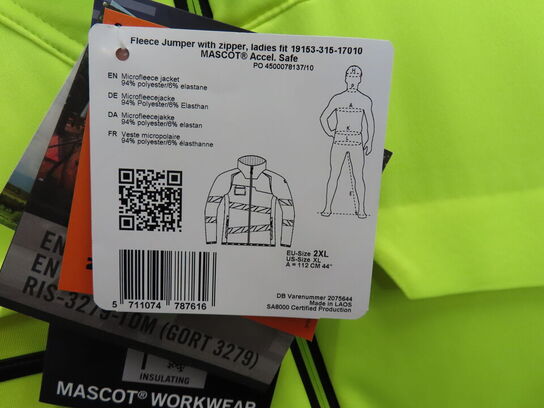 Fleece Jumper with zipper, ladies fit 19153-315-17010
MASCOT® Accel. Safe
PO 4500078137/10
EN Microfleece jacket
94% polyester/6% elastane
DE Microfleecejacke
94% Polyester/6% Elasthan
DA Microfleecejakke
94% polyester/6% elastan
FR Veste micropolaire
94% polyester/6% élasthanne
H
P
A
B
C
EU-Size 2XL
US-Size XL
A = 112 CM 44"
5 711074 787616
DB Varenummer 2075644
Made in LAOS
SA8000 Certified Production
EN
EN
RIS-3279-TOM (GORT 3279)
INSULATING
MASCOT® WORKWEAR